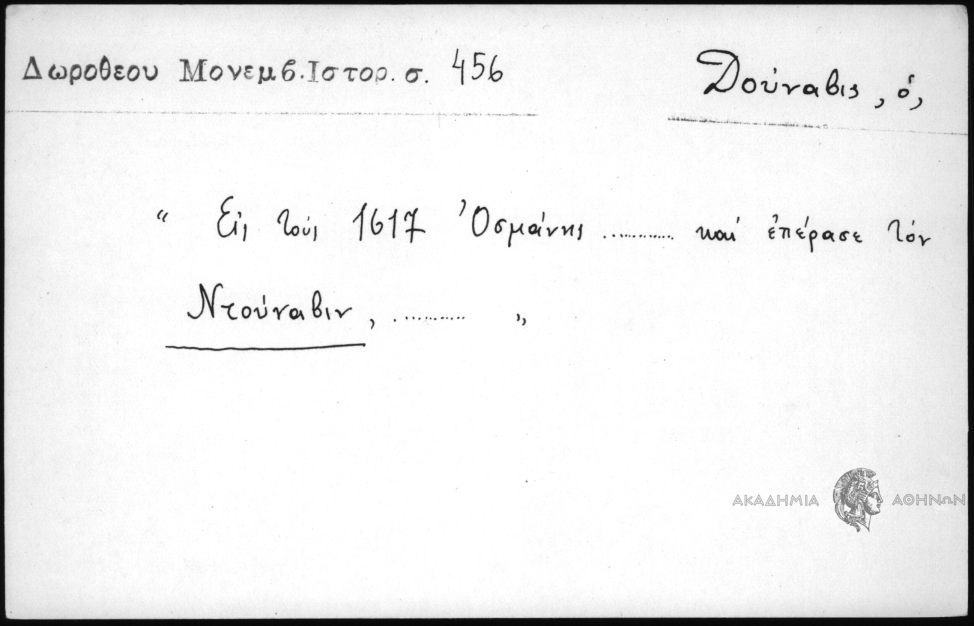 Δωροθεου Μονεμβ.Ιστορ. σ. 456
Δούναβις, ὁ,
“ Εἰς τούς 1617 Ὀσμάνης ............ καί ἐπέρασε τόν
Ντούναβιν, ............ „
ΑΚΑΔΗΜΙΑ ΑΘΗΝΩΝ